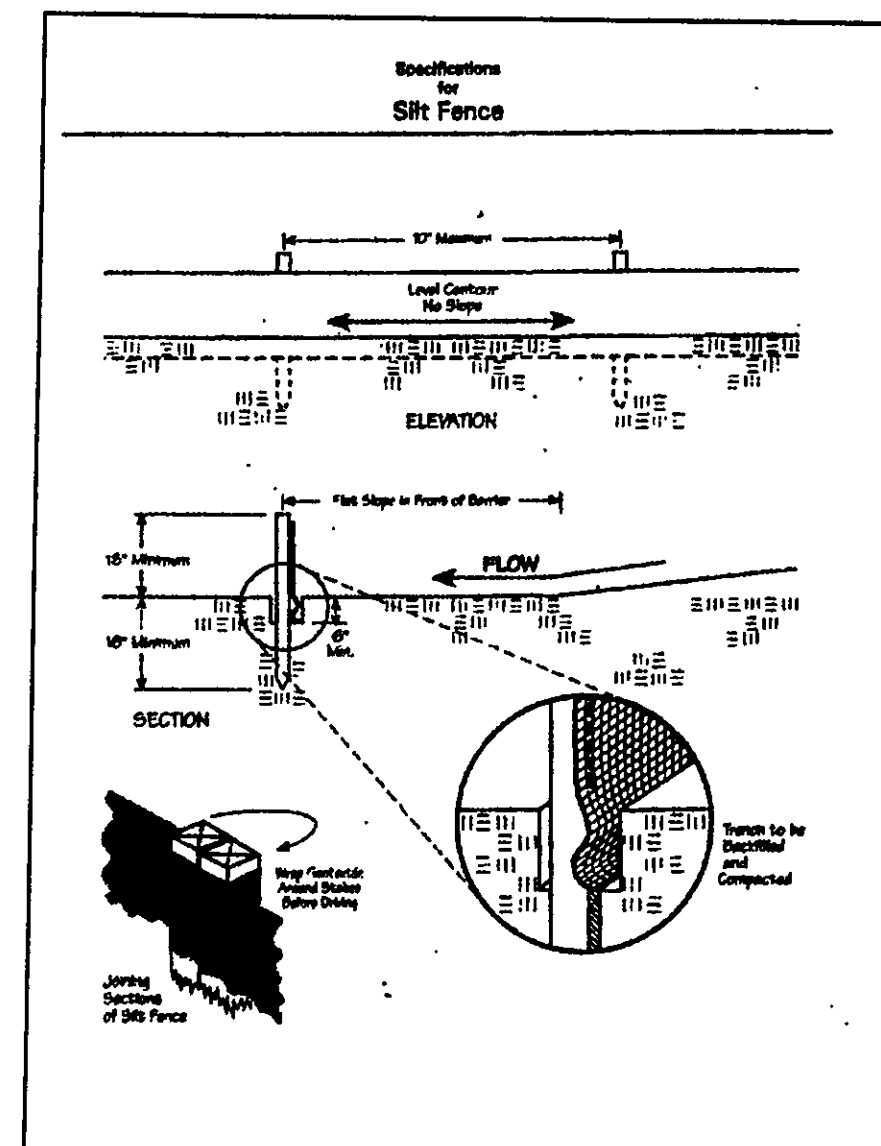 Specifications
for
Silt Fence
10" Maximum
Level Contour
No Slope
ELEVATION
Flat Slope in Front of Barrier
FLOW
18" Minimum
18" Minimum
6"
Min.
SECTION
Wrap Geotextile
Around Stakes
Before Driving
Trench to be
Backfilled
and
Compacted
Joining
Sections
of Silt Fence